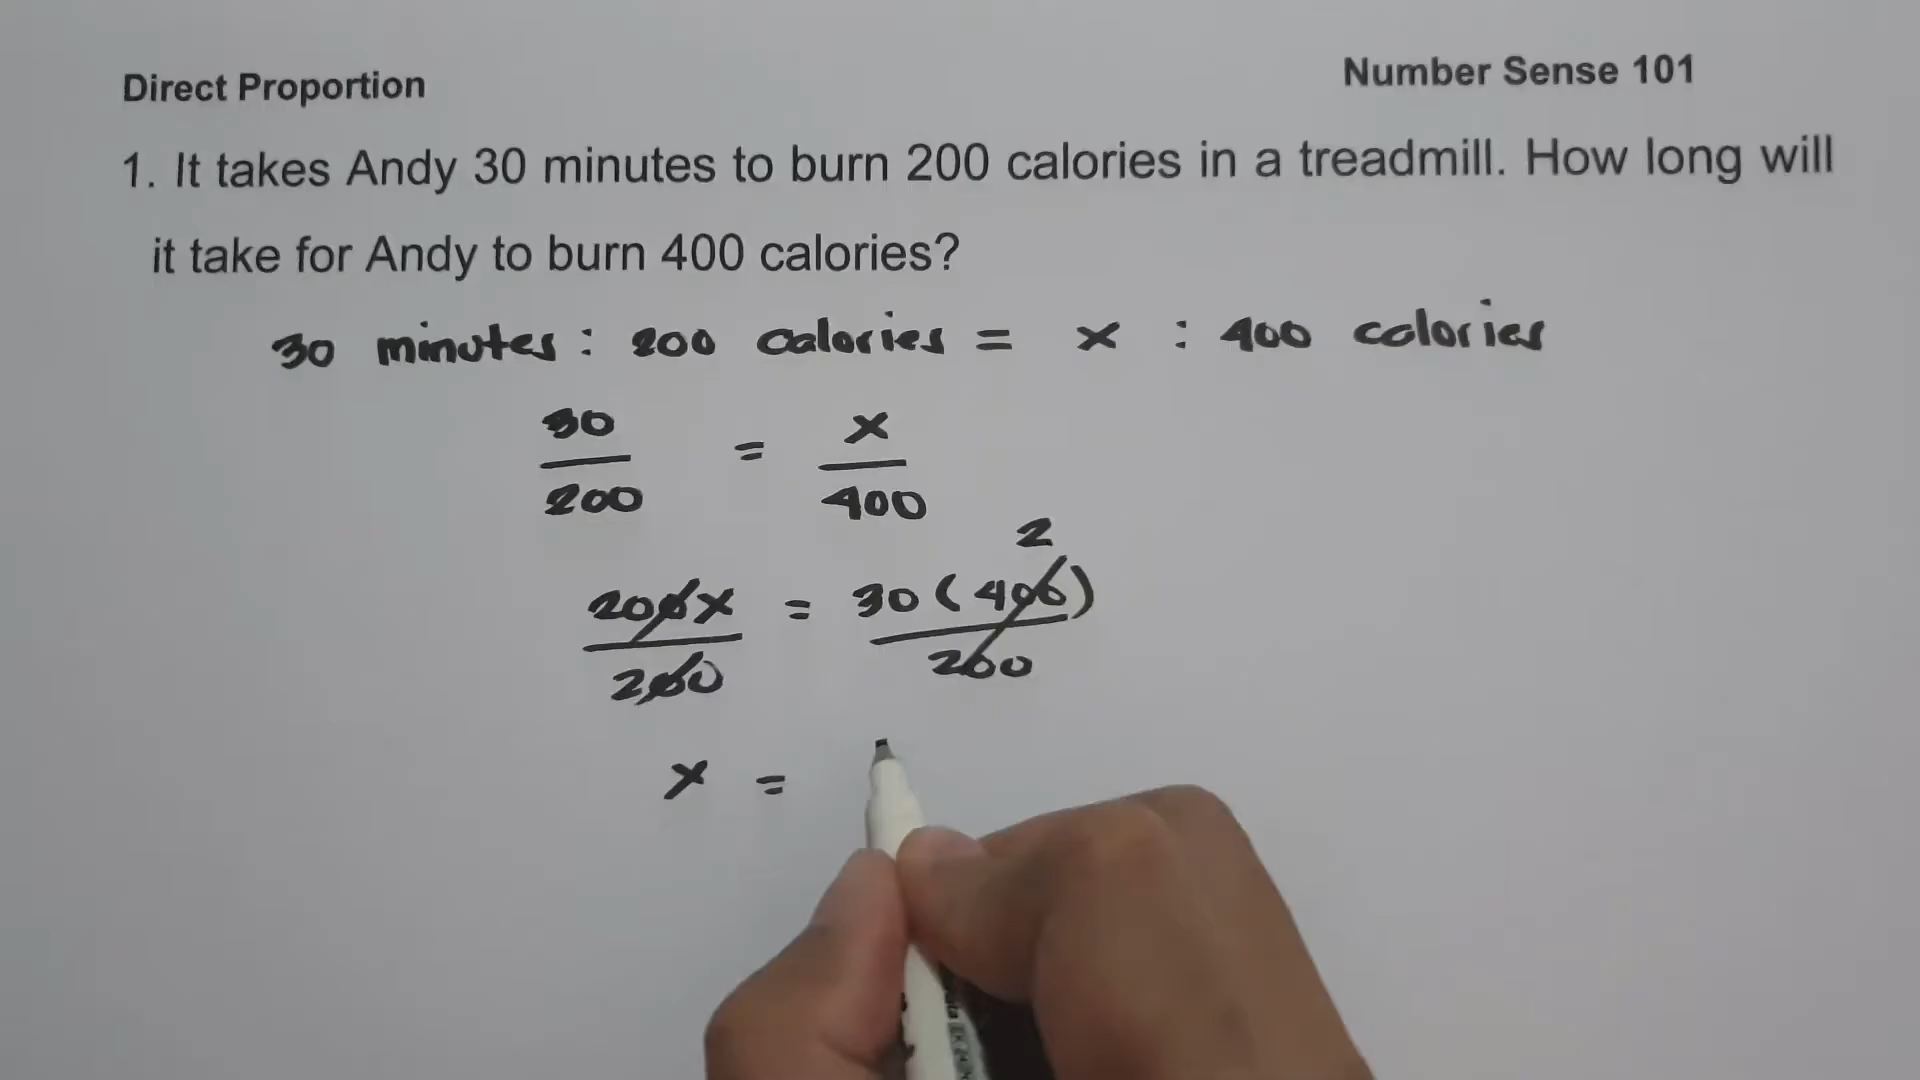 Direct Proportion
Number Sense 101
1. It takes Andy 30 minutes to burn 200 calories in a treadmill. How long will
it take for Andy to burn 400 calories?
30 minutes : 200 calories = x : 400 calories
30/200 = x/400
2
200x/200 = 30(400)/200
x =